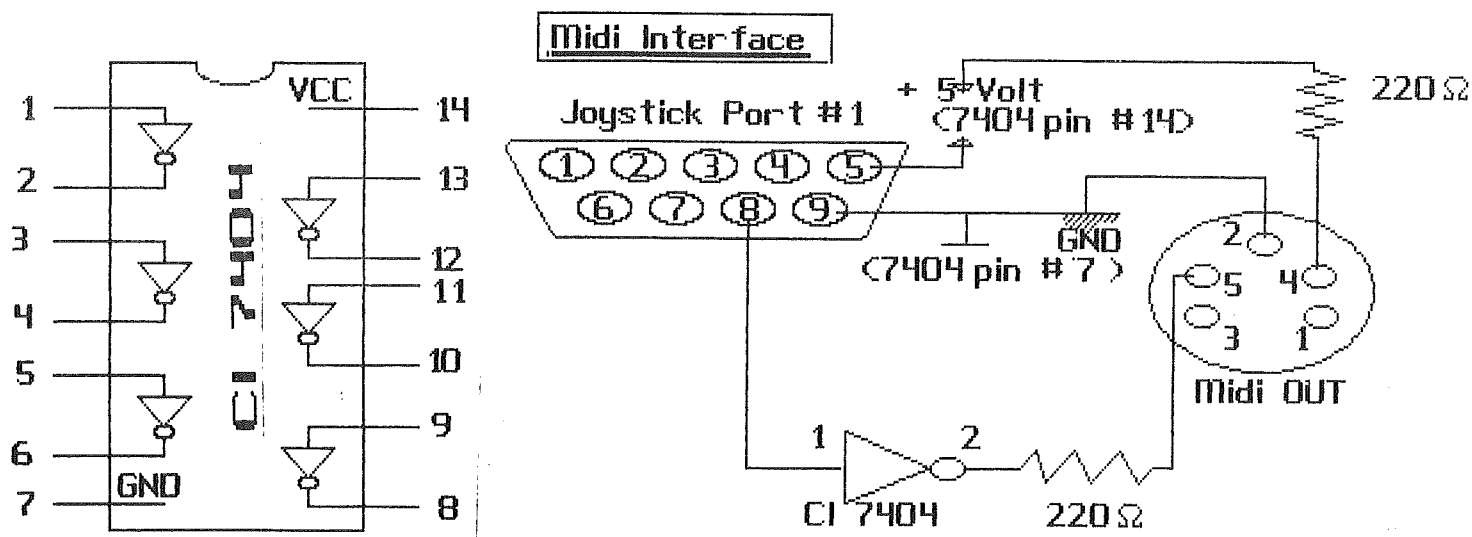 Midi Interface
VCC
1
14
2
13
3
12
4
11
5
10
6
9
7
GND
8
CI 7404
Joystick Port #1
1 2 3 4 5
6 7 8 9
+ 5 Volt
(7404 pin #14)
220 Ω
GND
(7404 pin #7)
2
5
4
3
1
Midi OUT
1
2
CI 7404
220 Ω